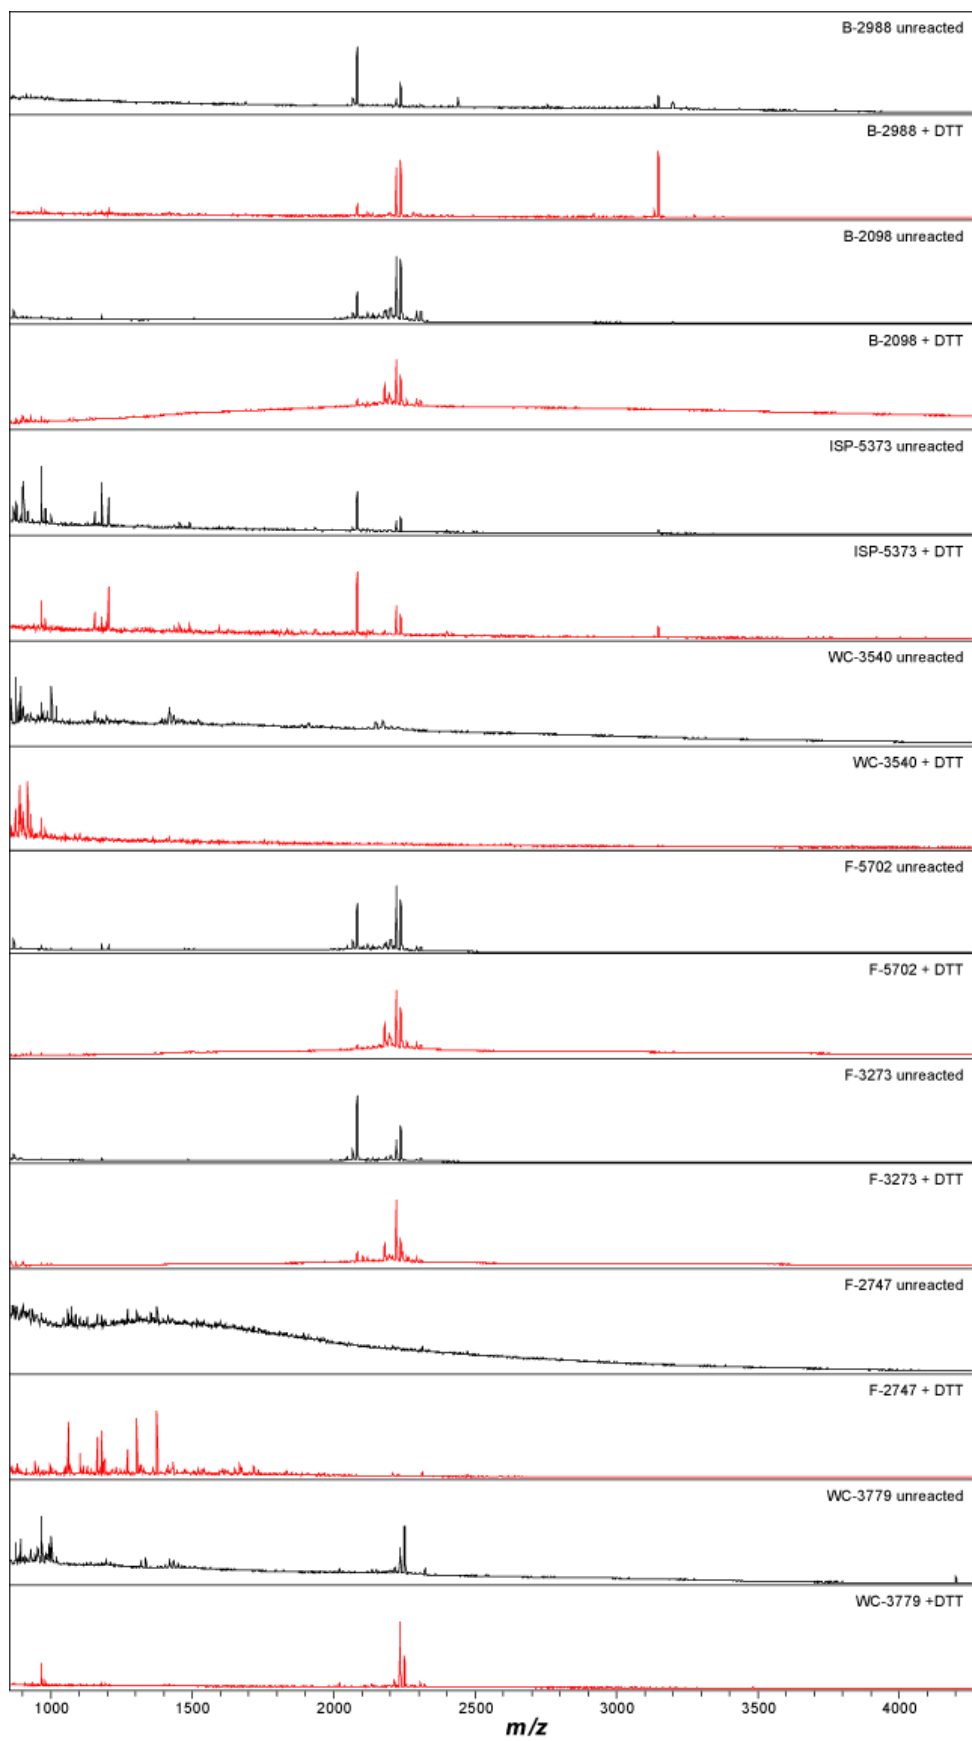 B-2988 unreacted
B-2988 + DTT
B-2098 unreacted
B-2098 + DTT
ISP-5373 unreacted
ISP-5373 + DTT
WC-3540 unreacted
WC-3540 + DTT
F-5702 unreacted
F-5702 + DTT
F-3273 unreacted
F-3273 + DTT
F-2747 unreacted
F-2747 + DTT
WC-3779 unreacted
WC-3779 +DTT
1000 1500 2000 2500 3000 3500 4000
m/z